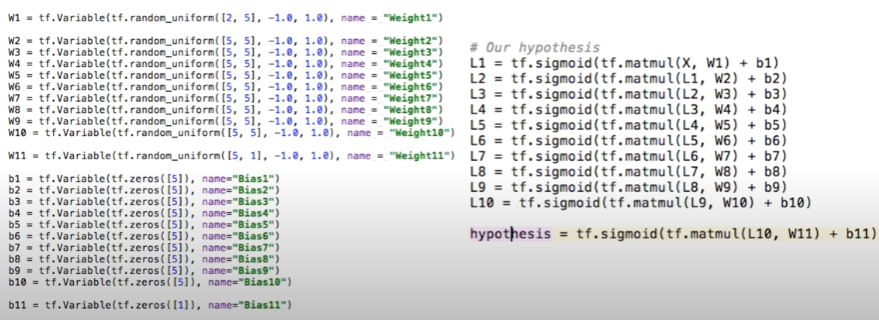 W1 = tf.Variable(tf.random_uniform([2, 5], -1.0, 1.0), name = "Weight1")
W2 = tf.Variable(tf.random_uniform([5, 5], -1.0, 1.0), name = "Weight2")
W3 = tf.Variable(tf.random_uniform([5, 5], -1.0, 1.0), name = "Weight3")
W4 = tf.Variable(tf.random_uniform([5, 5], -1.0, 1.0), name = "Weight4")
W5 = tf.Variable(tf.random_uniform([5, 5], -1.0, 1.0), name = "Weight5")
W6 = tf.Variable(tf.random_uniform([5, 5], -1.0, 1.0), name = "Weight6")
W7 = tf.Variable(tf.random_uniform([5, 5], -1.0, 1.0), name = "Weight7")
W8 = tf.Variable(tf.random_uniform([5, 5], -1.0, 1.0), name = "Weight8")
W9 = tf.Variable(tf.random_uniform([5, 5], -1.0, 1.0), name = "Weight9")
W10 = tf.Variable(tf.random_uniform([5, 5], -1.0, 1.0), name = "Weight10")
W11 = tf.Variable(tf.random_uniform([5, 1], -1.0, 1.0), name = "Weight11")
b1 = tf.Variable(tf.zeros([5]), name="Bias1")
b2 = tf.Variable(tf.zeros([5]), name="Bias2")
b3 = tf.Variable(tf.zeros([5]), name="Bias3")
b4 = tf.Variable(tf.zeros([5]), name="Bias4")
b5 = tf.Variable(tf.zeros([5]), name="Bias5")
b6 = tf.Variable(tf.zeros([5]), name="Bias6")
b7 = tf.Variable(tf.zeros([5]), name="Bias7")
b8 = tf.Variable(tf.zeros([5]), name="Bias8")
b9 = tf.Variable(tf.zeros([5]), name="Bias9")
b10 = tf.Variable(tf.zeros([5]), name="Bias10")
b11 = tf.Variable(tf.zeros([1]), name="Bias11")
# Our hypothesis
L1 = tf.sigmoid(tf.matmul(X, W1) + b1)
L2 = tf.sigmoid(tf.matmul(L1, W2) + b2)
L3 = tf.sigmoid(tf.matmul(L2, W3) + b3)
L4 = tf.sigmoid(tf.matmul(L3, W4) + b4)
L5 = tf.sigmoid(tf.matmul(L4, W5) + b5)
L6 = tf.sigmoid(tf.matmul(L5, W6) + b6)
L7 = tf.sigmoid(tf.matmul(L6, W7) + b7)
L8 = tf.sigmoid(tf.matmul(L7, W8) + b8)
L9 = tf.sigmoid(tf.matmul(L8, W9) + b9)
L10 = tf.sigmoid(tf.matmul(L9, W10) + b10)
hypothesis = tf.sigmoid(tf.matmul(L10, W11) + b11)